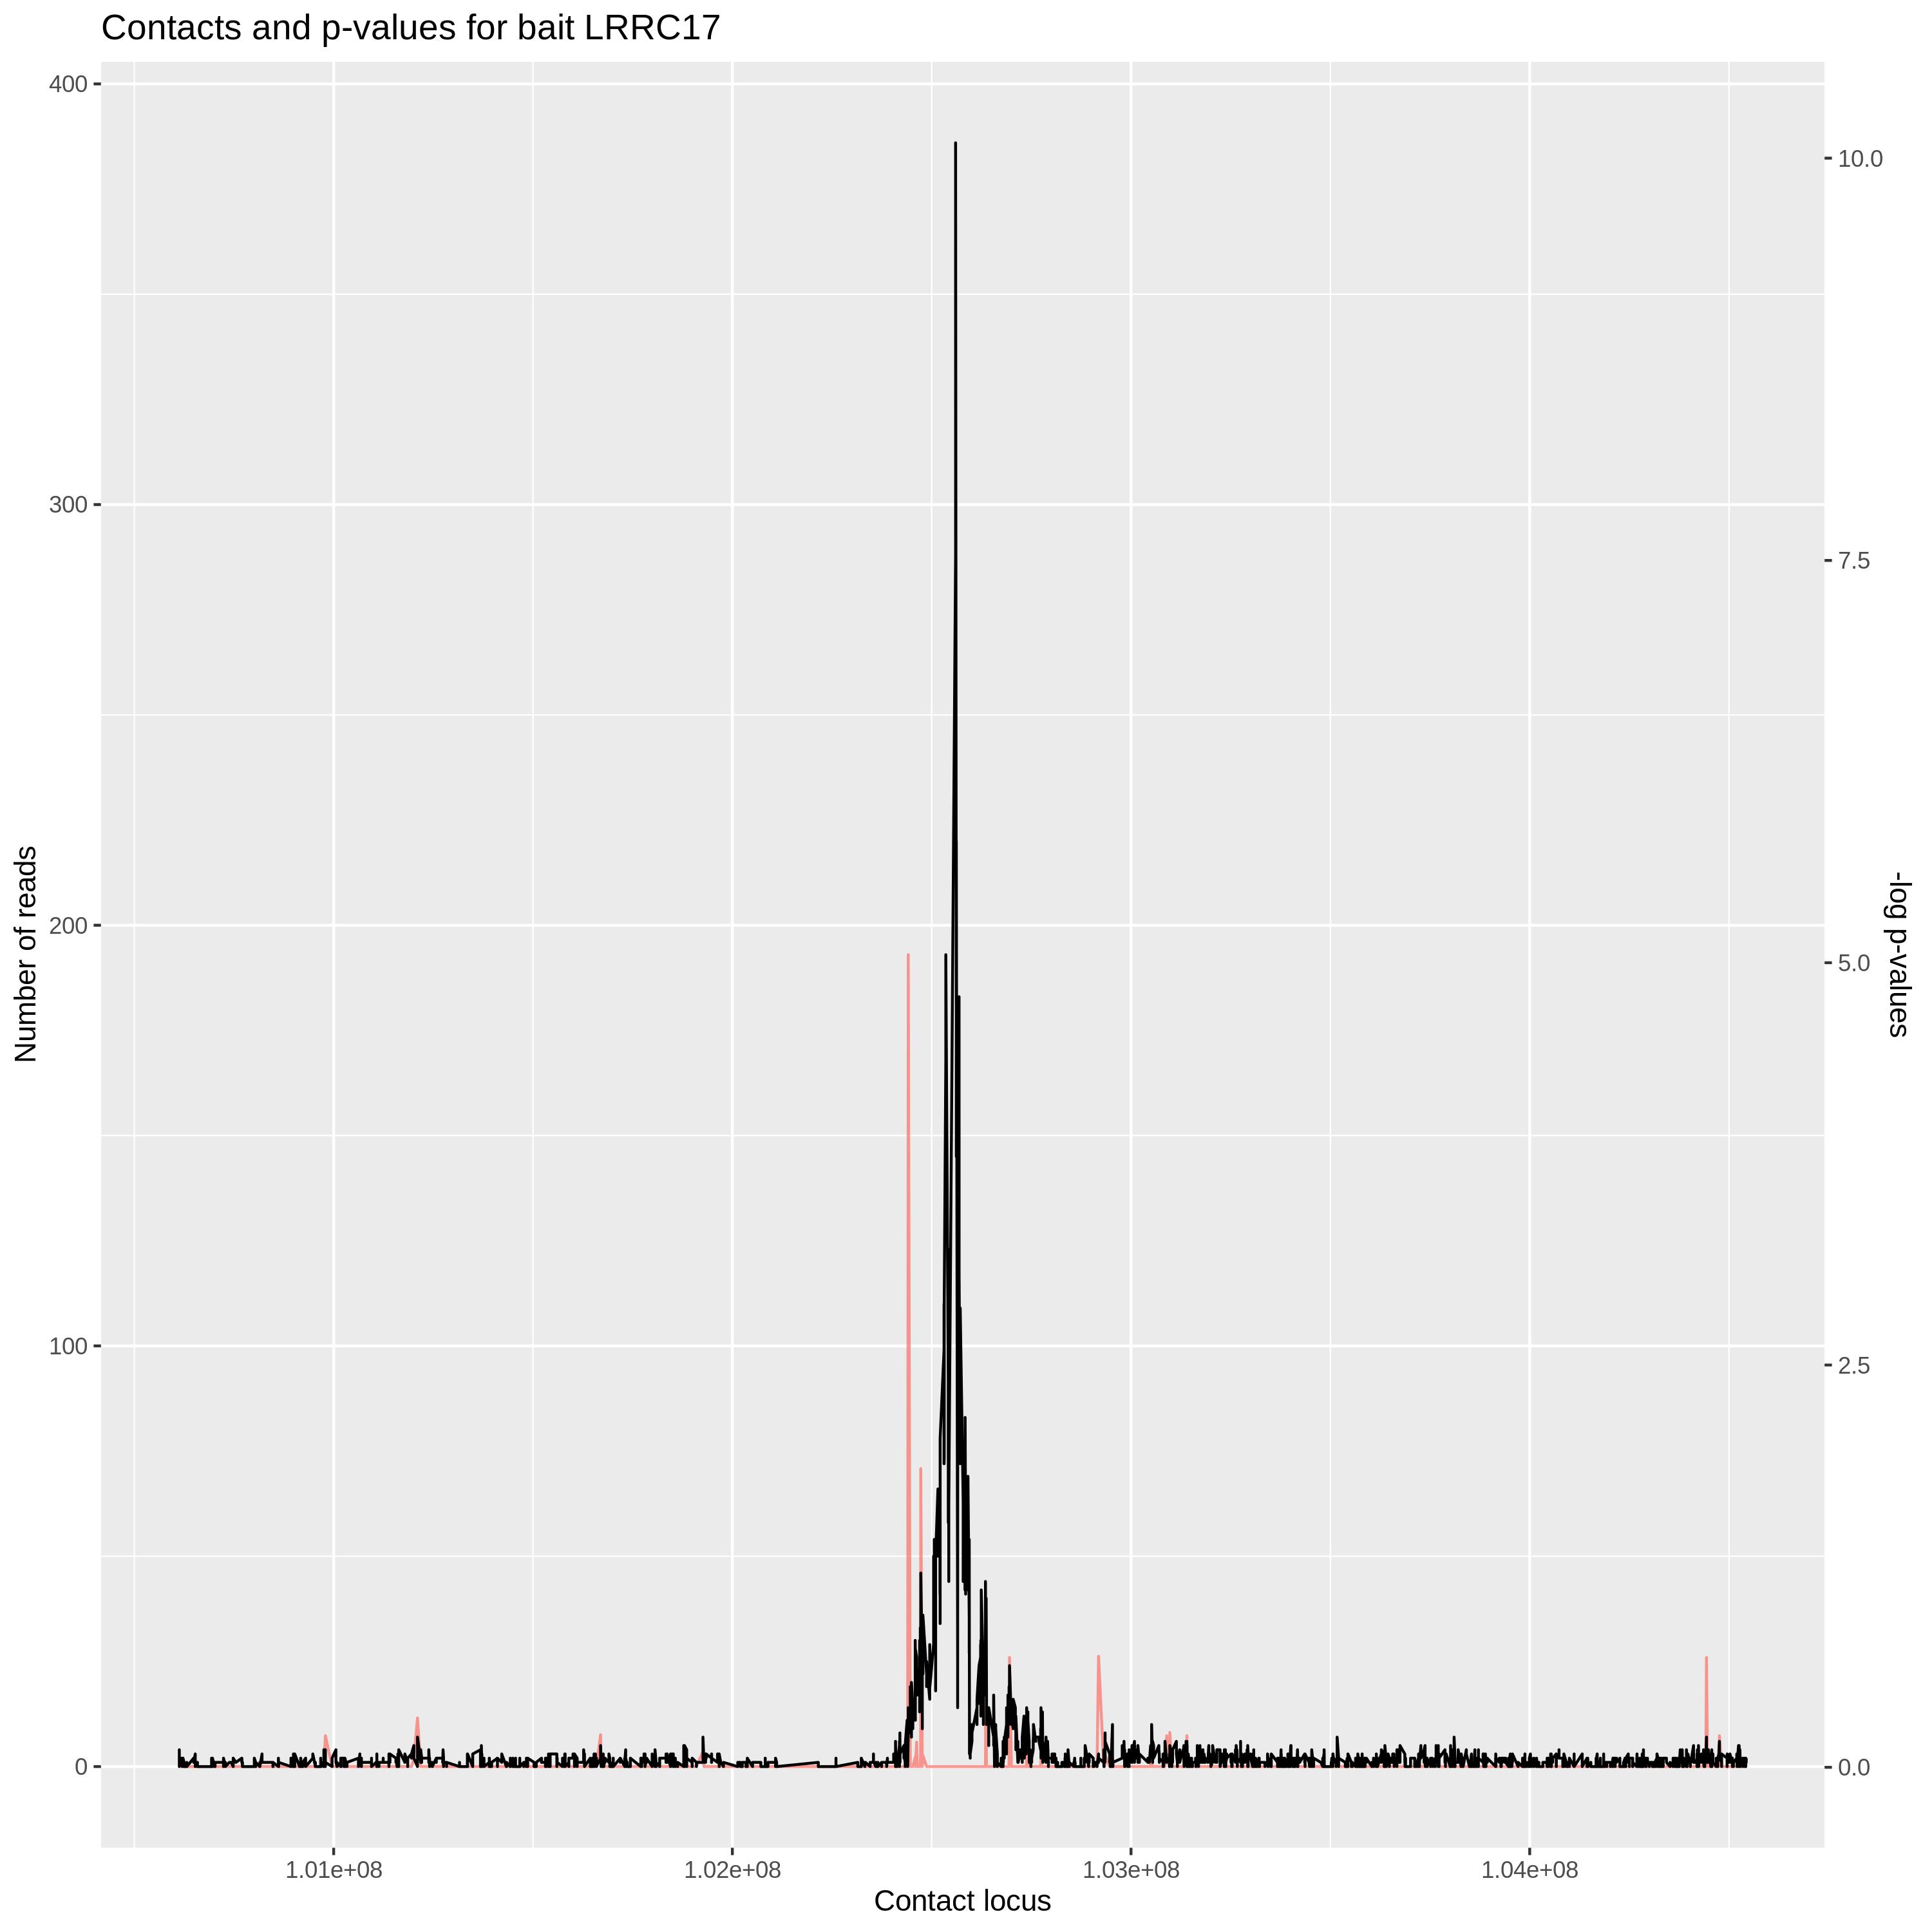 Contacts and p-values for bait LRRC17
400
300
200
100
0
Number of reads
10.0
7.5
5.0
2.5
0.0
-log p-values
1.01e+08
1.02e+08
1.03e+08
1.04e+08
Contact locus